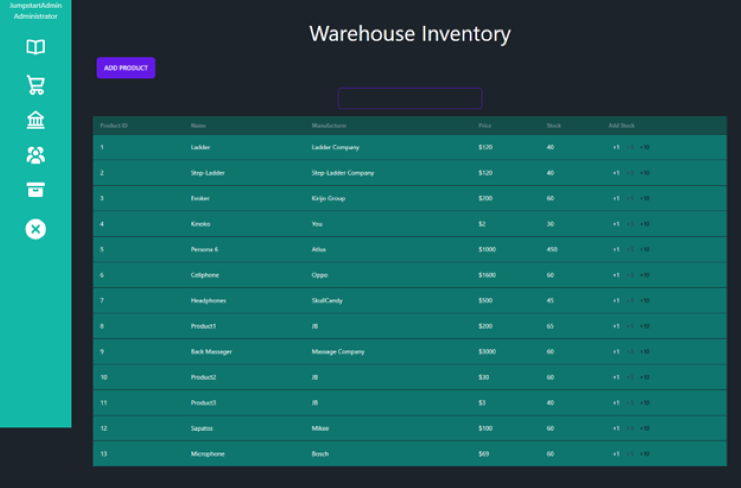 JumpstartAdmin
Administrator
Warehouse Inventory
ADD PRODUCT
Product ID Name Manufacturer Price Stock Add Stock
1 Ladder Ladder Company $120 40 +1 +5 +10
2 Step-Ladder Step-Ladder Company $120 40 +1 +5 +10
3 Evoker Kirijo Group $200 60 +1 +5 +10
4 Kinoko You $2 30 +1 +5 +10
5 Persona 6 Atlus $1000 450 +1 +5 +10
6 Cellphone Oppo $1600 60 +1 +5 +10
7 Headphones SkullCandy $500 45 +1 +5 +10
8 Product1 JB $200 65 +1 +5 +10
9 Back Massager Massage Company $3000 60 +1 +5 +10
10 Product2 JB $30 60 +1 +5 +10
11 Product3 JB $3 40 +1 +5 +10
12 Sapatos Mikee $100 60 +1 +5 +10
13 Microphone Bosch $69 60 +1 +5 +10